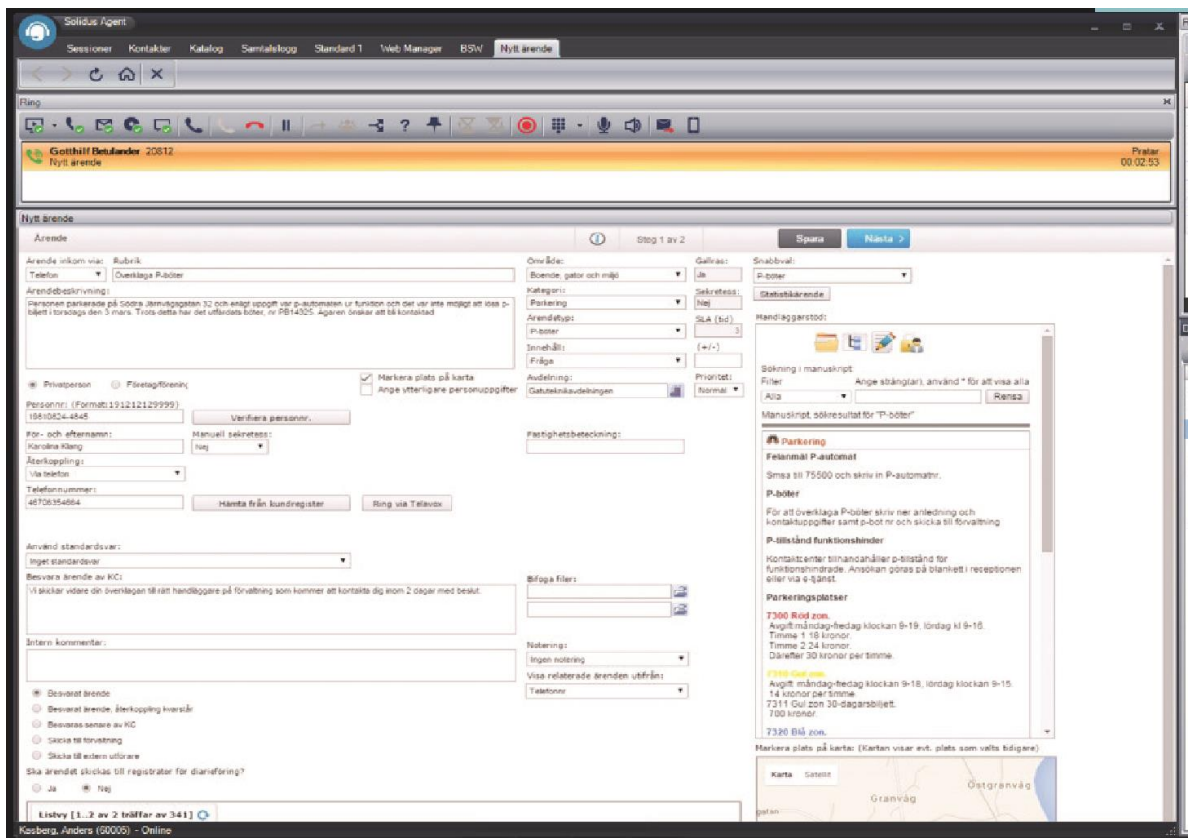 Solidus Agent
Sessioner Kontakter Katalog Samtalslogg Standard 1 Web Manager BSW Nytt ärende
Ring
Gotthilf Betulander 20812 Pratar
Nytt ärende 00:02:53
Nytt ärende
Ärende Steg 1 av 2 Spara Nästa >
Ärende inkom via: Rubrik
Telefon Överklaga P-böter
Ärendebeskrivning:
Personen parkerade på Södra Järnvägsgatan 32 och enligt uppgift var p-automaten ur funktion och det var inte möjligt att lösa p-
biljett i torsdags den 3 mars. Trots detta har det utfärdats böter, nr PB14325. Ägaren önskar att bli kontaktad
Privatperson Företag/förening
Markera plats på karta
Ange ytterligare personuppgifter
Personnr: (Format:191212129999)
19810824-4845 Verifiera personnr.
För- och efternamn: Manuell sekretess:
Karolina Klang Nej
Återkoppling:
Via telefon
Telefonnummer:
46706354664 Hämta från kundregister Ring via Televox
Använd standardsvar:
Inget standardsvar
Besvara ärende av KC:
Vi skickar vidare din överklagan till rätt handläggare på förvaltning som kommer att kontakta dig inom 2 dagar med beslut.
Intern kommentar:
Besvarat ärende
Besvarat ärende, återkoppling kvarstår
Besvaras senare av KC
Skicka till förvaltning
Skicka till extern utförare
Ska ärendet skickas till registrator för diarieföring?
Ja Nej
Listvy [1..2 av 2 träffar av 341]
Område: Gallras:
Boende, gator och miljö Ja
Kategori: Sekretess:
Parkering Nej
Ärendetyp: SLA (tid)
P-böter 3
Innehåll: (+/-)
Fråga
Avdelning: Prioritet:
Gatuteknikavdelningen Normal
Fastighetsbeteckning:
Bifoga filer:
Notering:
Ingen notering
Visa relaterade ärenden utifrån:
Telefonnr
Snabbval:
P-böter
Statistikärende
Handläggarstöd:
Sökning i manuskript
Filter Ange sträng(ar), använd * för att visa alla
Alla Rensa
Manuskript, sökresultat för "P-böter"
Parkering
Felanmäl P-automat
Smsa till 75500 och skriv in P-automatnr.
P-böter
För att överklaga P-böter skriv ner anledning och
kontaktuppgifter samt p-bot nr och skicka till förvaltning
P-tillstånd funktionshinder
Kontaktcenter tillhandahåller p-tillstånd för
funktionshindrade. Ansökan göras på blankett i receptionen
eller via e-tjänst.
Parkeringsplatser
7300 Röd zon.
Avgift måndag-fredag klockan 9-19, lördag kl 9-16.
Timme 1 18 kronor.
Timme 2 24 kronor.
Därefter 30 kronor per timme.
7310 Gul zon.
Avgift måndag-fredag klockan 9-18, lördag klockan 9-15.
14 kronor per timme.
7311 Gul zon 30-dagarsbiljett.
700 kronor.
7320 Blå zon.
Markera plats på karta: (Kartan visar evt. plats som valts tidigare)
Karta Satellit
Östgranväg
Granväg
gatan
Kasberg, Anders (60005) - Online